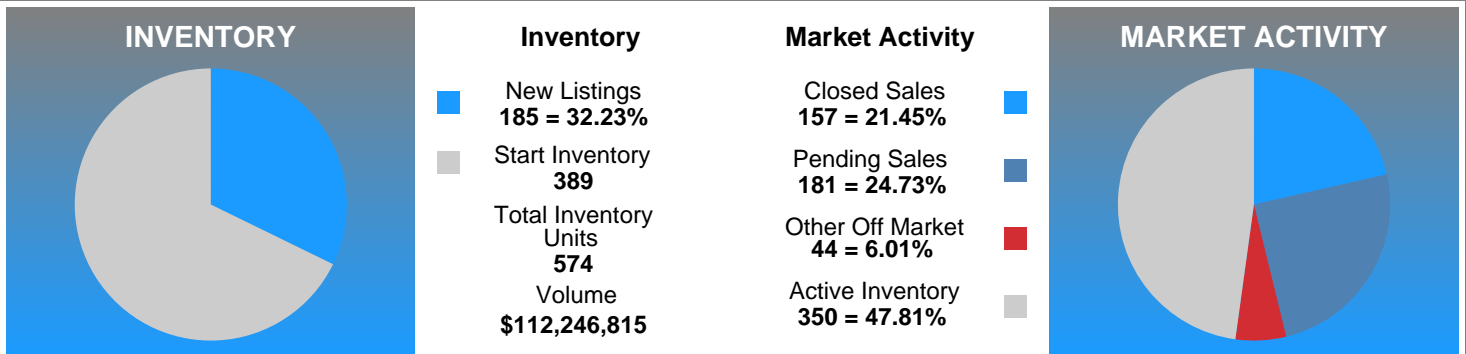 INVENTORY
Inventory
New Listings
185 = 32.23%
Start Inventory
389
Total Inventory
Units
574
Volume
$112,246,815
Market Activity
Closed Sales
157 = 21.45%
Pending Sales
181 = 24.73%
Other Off Market
44 = 6.01%
Active Inventory
350 = 47.81%
MARKET ACTIVITY